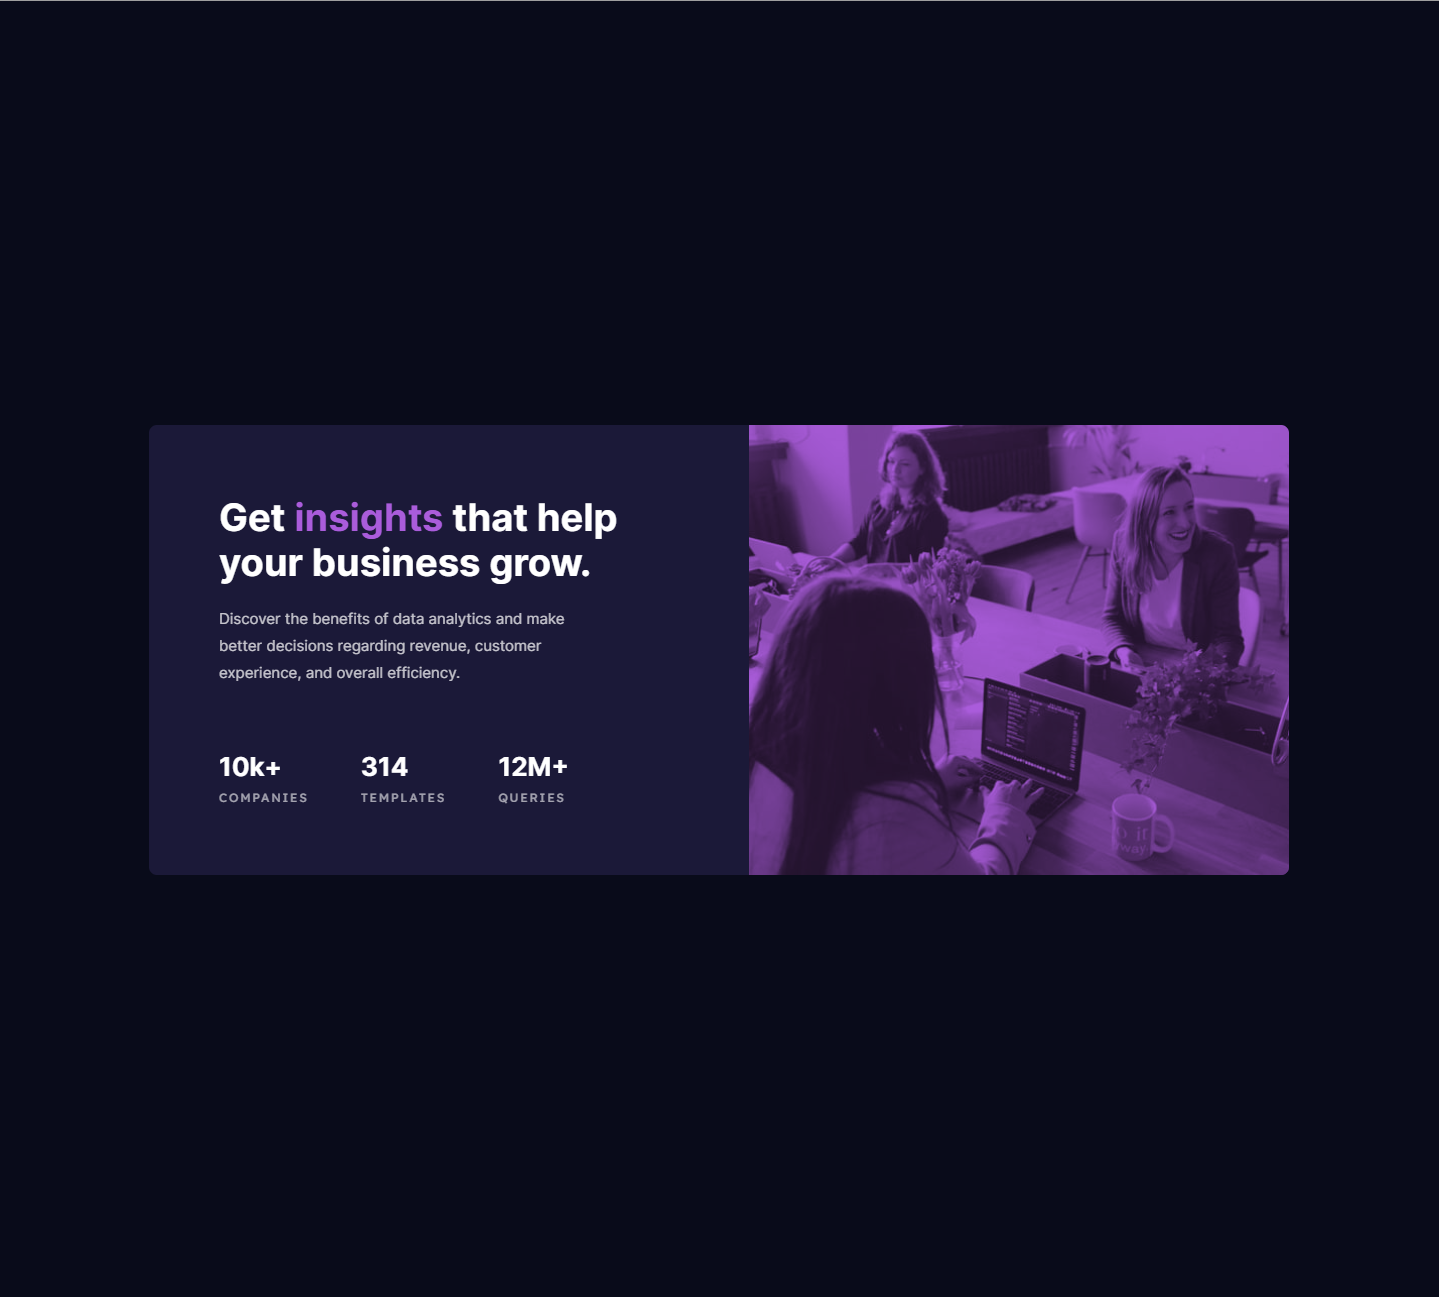 Get insights that help
your business grow.
Discover the benefits of data analytics and make
better decisions regarding revenue, customer
experience, and overall efficiency.
10k+ 314 12M+
COMPANIES TEMPLATES QUERIES
it